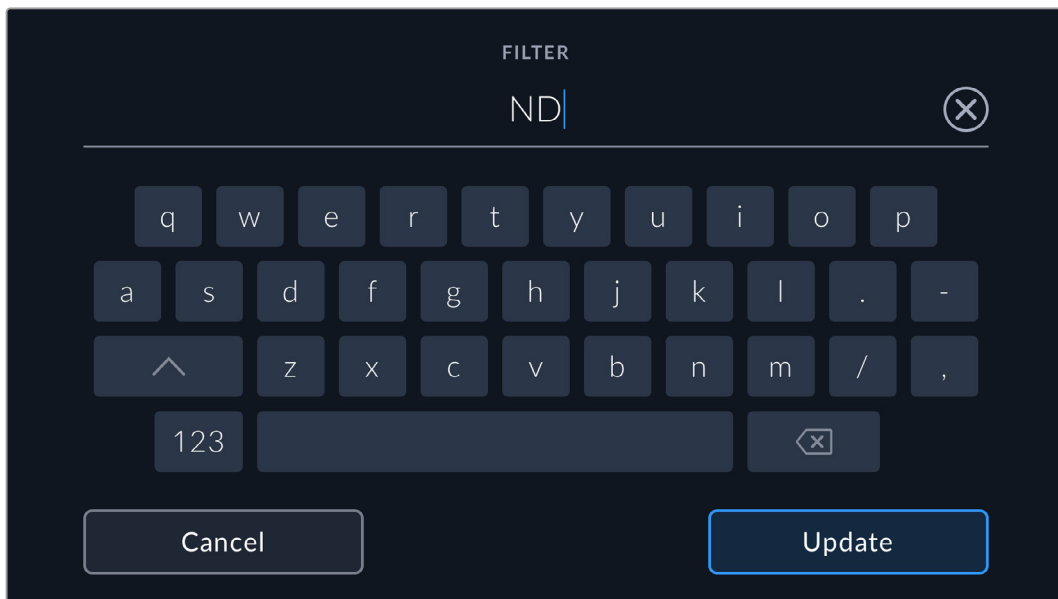 FILTER
ND
q w e r t y u i o p
a s d f g h j k l . -
z x c v b n m / ,
123
Cancel Update